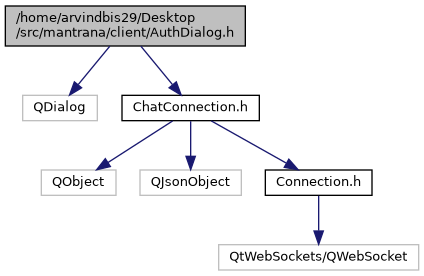 /home/arvindbis29/Desktop
/src/mantrana/client/AuthDialog.h
QDialog
ChatConnection.h
QObject
QJsonObject
Connection.h
QtWebSockets/QWebSocket